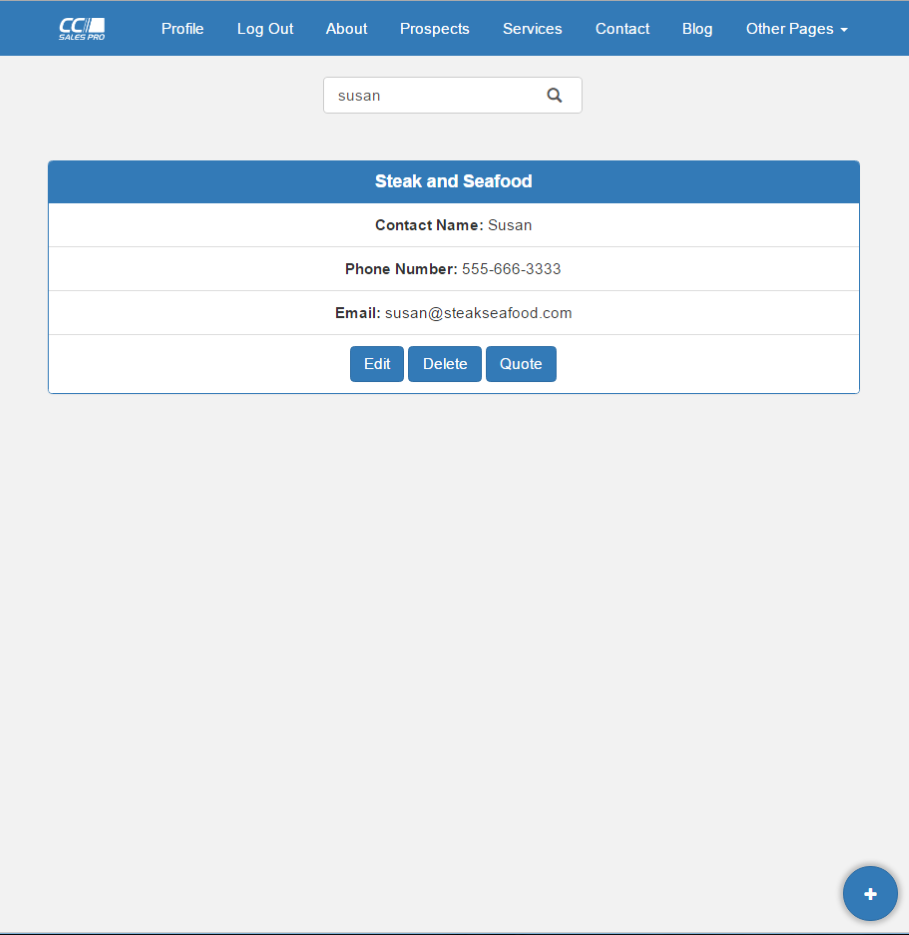 CC SALES PRO Profile Log Out About Prospects Services Contact Blog Other Pages
susan
Steak and Seafood
Contact Name: Susan
Phone Number: 555-666-3333
Email: susan@steakseafood.com
Edit Delete Quote
+